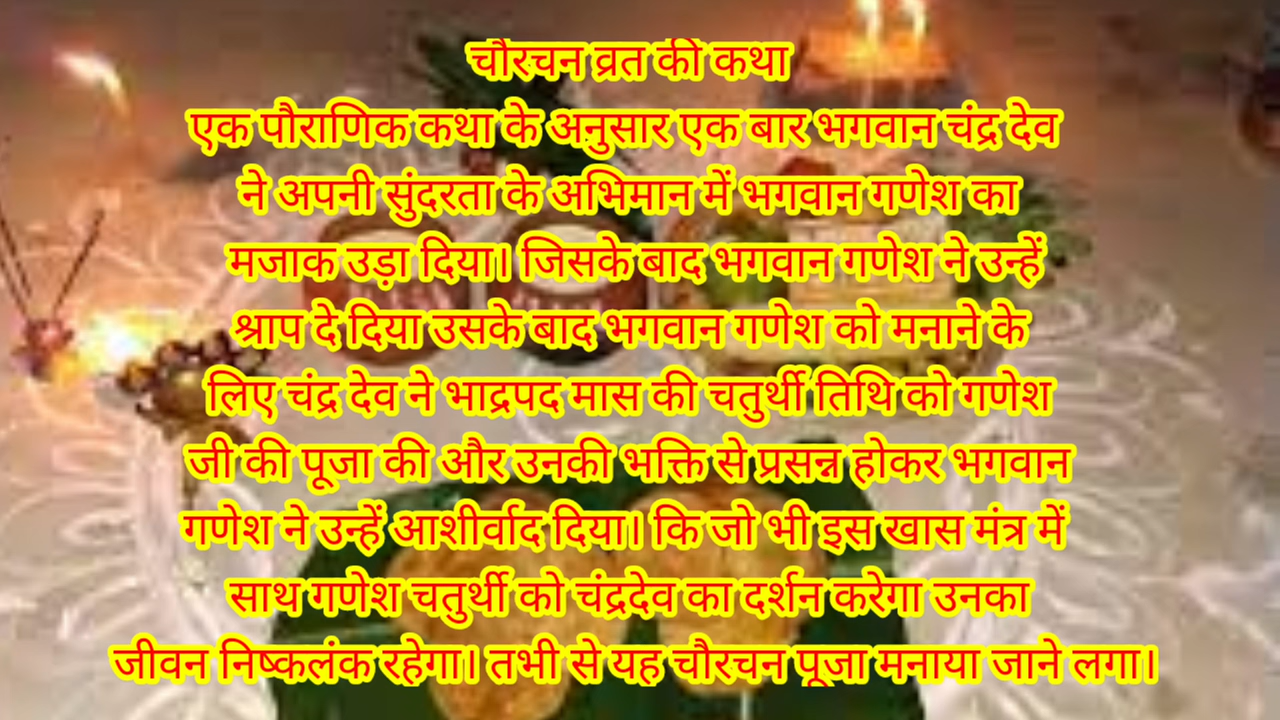 चौरचन व्रत की कथा
एक पौराणिक कथा के अनुसार एक बार भगवान चंद्र देव
ने अपनी सुंदरता के अभिमान में भगवान गणेश का
मजाक उड़ा दिया। जिसके बाद भगवान गणेश ने उन्हें
श्राप दे दिया उसके बाद भगवान गणेश को मनाने के
लिए चंद्र देव ने भाद्रपद मास की चतुर्थी तिथि को गणेश
जी की पूजा की और उनकी भक्ति से प्रसन्न होकर भगवान
गणेश ने उन्हें आशीर्वाद दिया। कि जो भी इस खास मंत्र में
साथ गणेश चतुर्थी को चंद्रदेव का दर्शन करेगा उनका
जीवन निष्कलंक रहेगा। तभी से यह चौरचन पूजा मनाया जाने लगा।